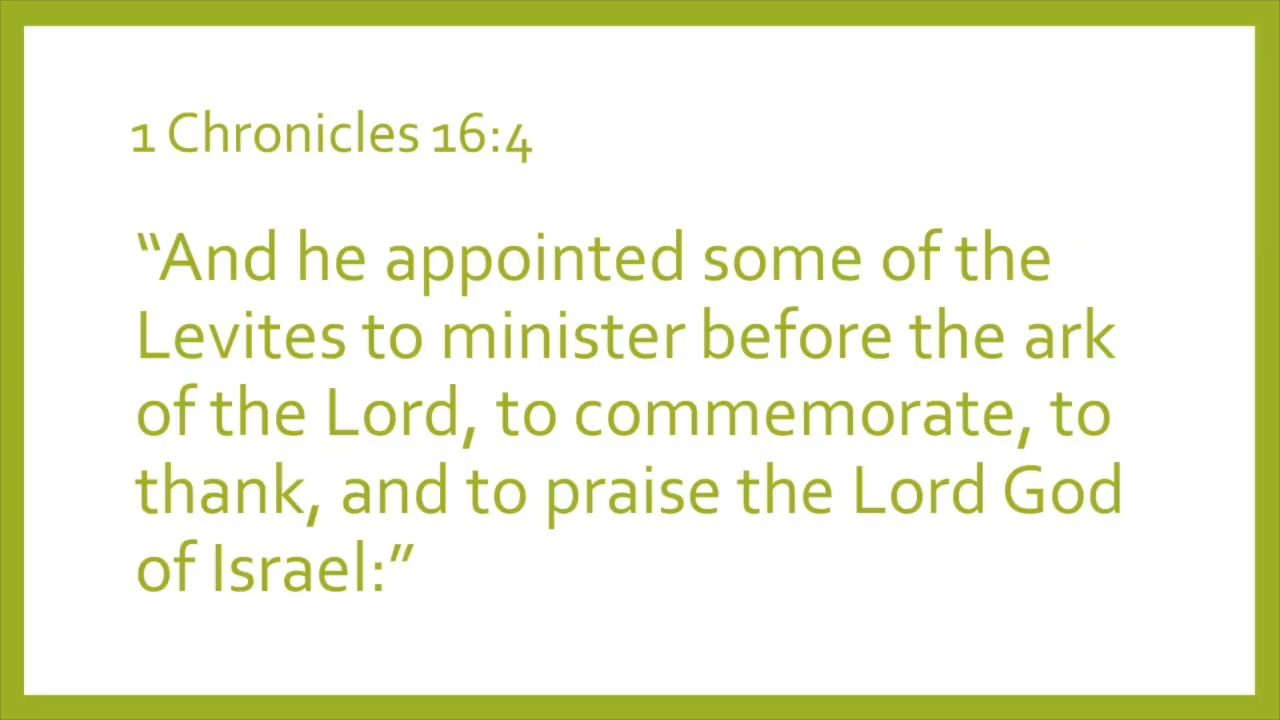 1 Chronicles 16:4
“And he appointed some of the
Levites to minister before the ark
of the Lord, to commemorate, to
thank, and to praise the Lord God
of Israel:”